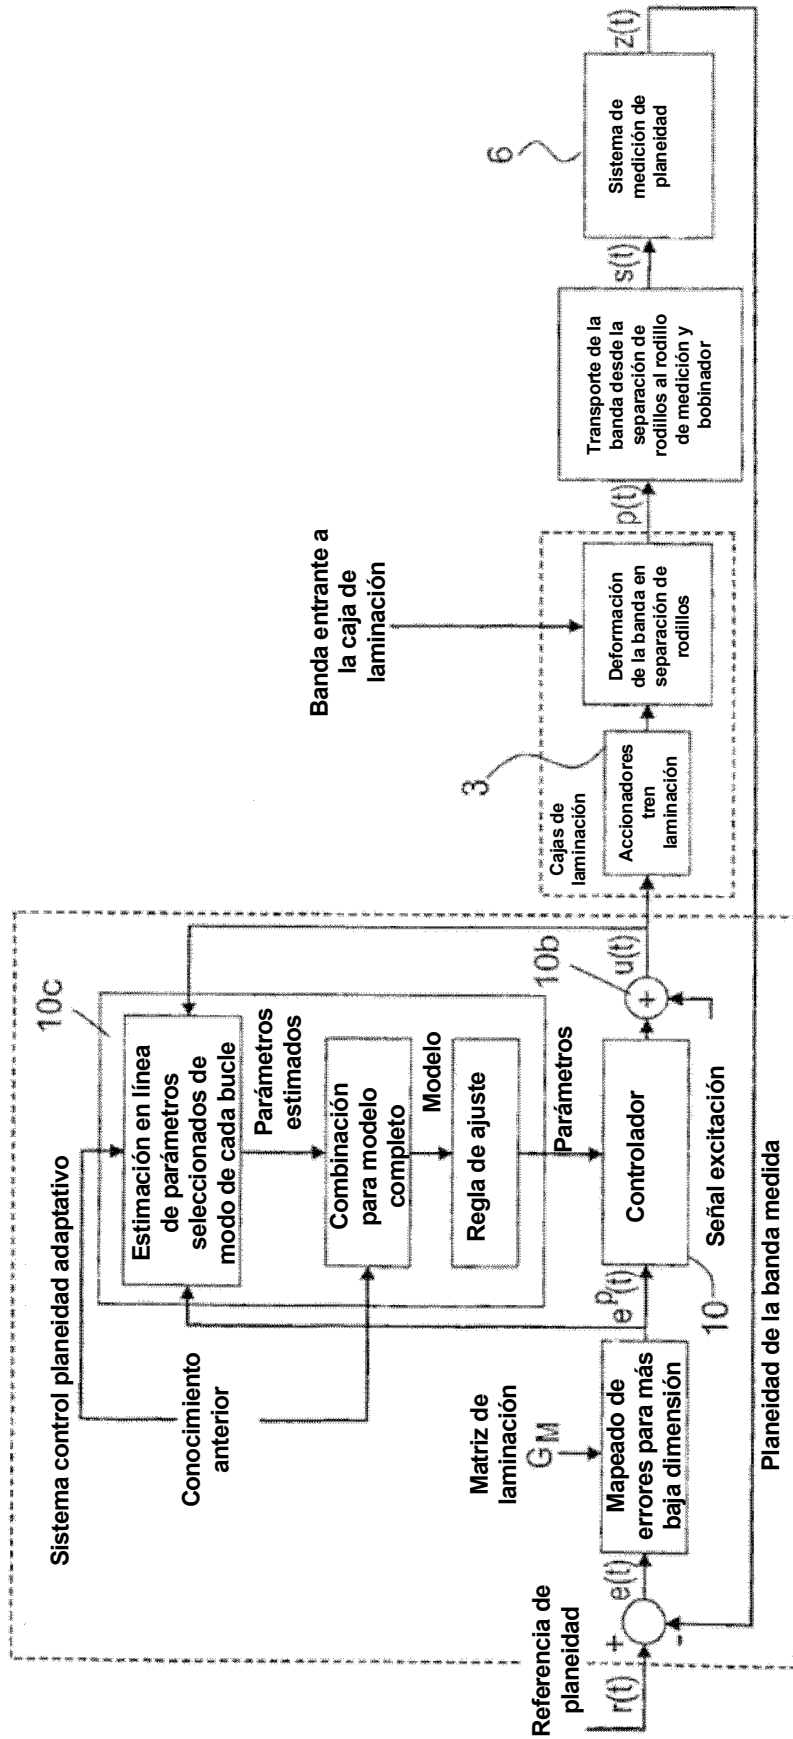 Sistema control planeidad adaptativo
10c
Conocimiento
anterior
Estimación en línea
de parámetros
seleccionados de
modo de cada bucle
Parámetros
estimados
Combinación
para modelo
completo
Modelo
Regla de ajuste
Parámetros
Referencia de
planeidad
r(t)
+
-
e(t)
Matriz de
laminación
GM
Mapeado de
errores para más
baja dimensión
e^p(t)
Controlador
10
Señal excitación
+
10b
u(t)
Cajas de
laminación
3
Accionadores
tren
laminación
Banda entrante a
la caja de
laminación
Deformación
de la banda en
separación de
rodillos
p(t)
Transporte de la
banda desde la
separación de
rodillos al rodillo
de medición y
bobinador
s(t)
6
Sistema de
medición de
planeidad
z(t)
Planeidad de la banda medida